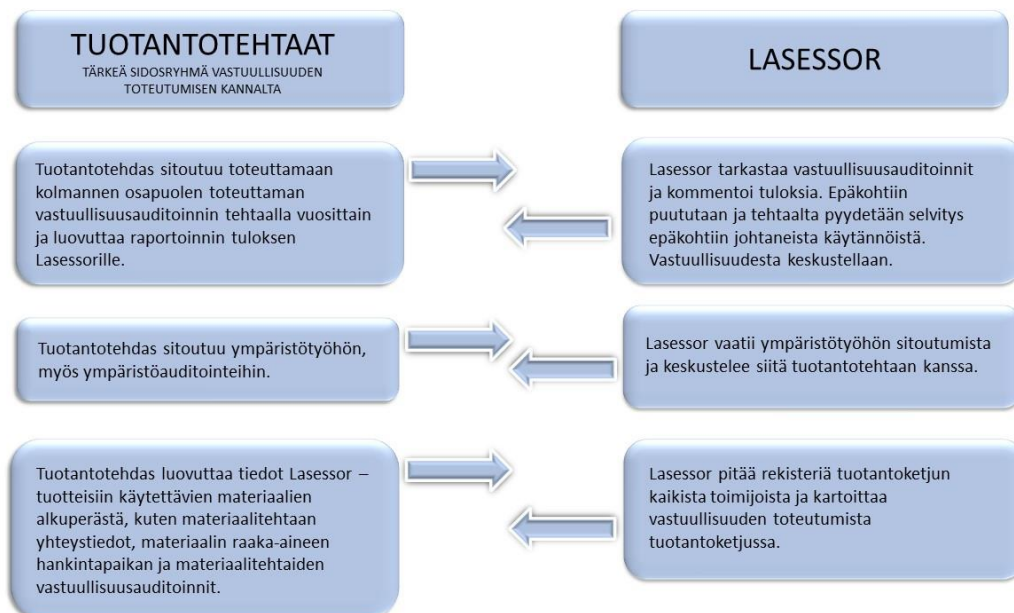 TUOTANTOTEHTAAT
TÄRKEÄ SIDOSRYHMÄ VASTUULLISUUDEN
TOTEUTUMISEN KANNALTA
LASESSOR
Tuotantotehdas sitoutuu toteuttamaan
kolmannen osapuolen toteuttaman
vastuullisuusauditoinnin tehtaalla vuosittain
ja luovuttaa raportoinnin tuloksen
Lasessorille.
Lasessor tarkastaa vastuullisuusauditoinnit
ja kommentoi tuloksia. Epäkohtiin
puututaan ja tehtaalta pyydetään selvitys
epäkohtiin johtaneista käytännöistä.
Vastuullisuudesta keskustellaan.
Tuotantotehdas sitoutuu ympäristötyöhön,
myös ympäristöauditointeihin.
Lasessor vaatii ympäristötyöhön sitoutumista
ja keskustelee siitä tuotantotehtaan kanssa.
Tuotantotehdas luovuttaa tiedot Lasessor –
tuotteisiin käytettävien materiaalien
alkuperästä, kuten materiaalitehtaan
yhteystiedot, materiaalin raaka-aineen
hankintapaikan ja materiaalitehtaiden
vastuullisuusauditoinnit.
Lasessor pitää rekisteriä tuotantoketjun
kaikista toimijoista ja kartoittaa
vastuullisuuden toteutumista
tuotantoketjussa.